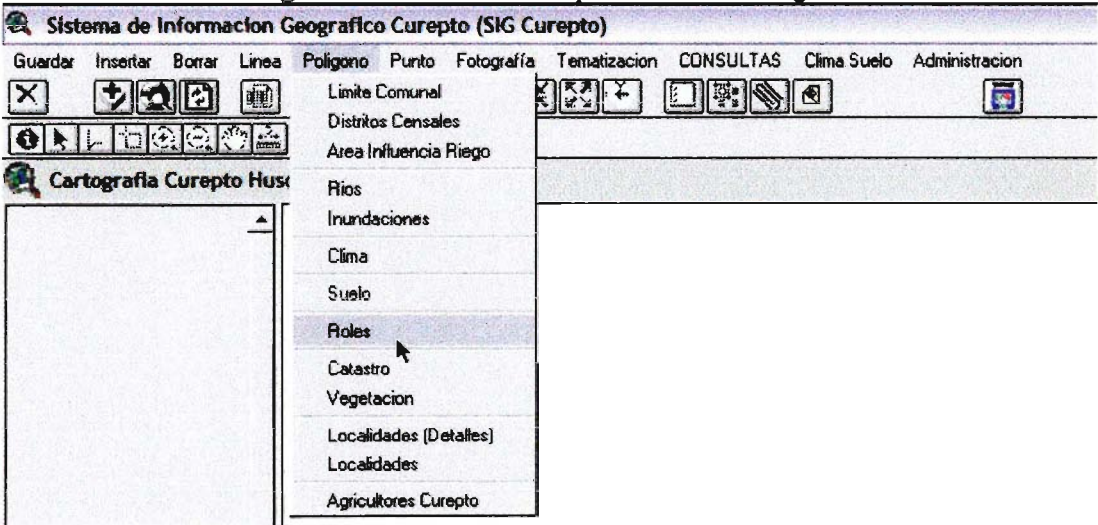 Sistema de Informacion Geografico Curepto (SIG Curepto)
Guardar Insertar Borrar Linea Poligono Punto Fotografía Tematizacion CONSULTAS Clima Suelo Administracion
Limite Comunal
Distritos Censales
Area Influencia Riego
Cartografia Curepto Huso
Rios
Inundaciones
Clima
Suelo
Roles
Catastro
Vegetacion
Localidades (Detalles)
Localidades
Agricultores Curepto